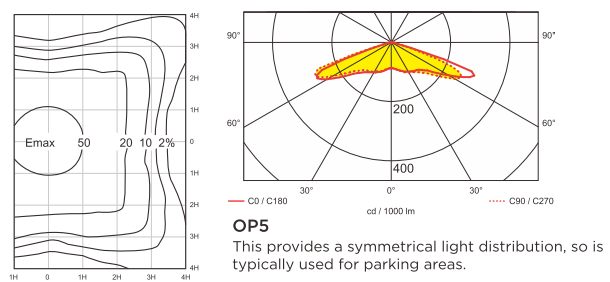 4H
3H
2H
1H
Emax 50 20 10 2% 0
1H
2H
3H
4H
1H 0 1H 2H 3H 4H
90° 90°
200
60° 60°
400
30° 0° 30°
C0 / C180 C90 / C270
cd / 1000 lm
OP5
This provides a symmetrical light distribution, so is
typically used for parking areas.